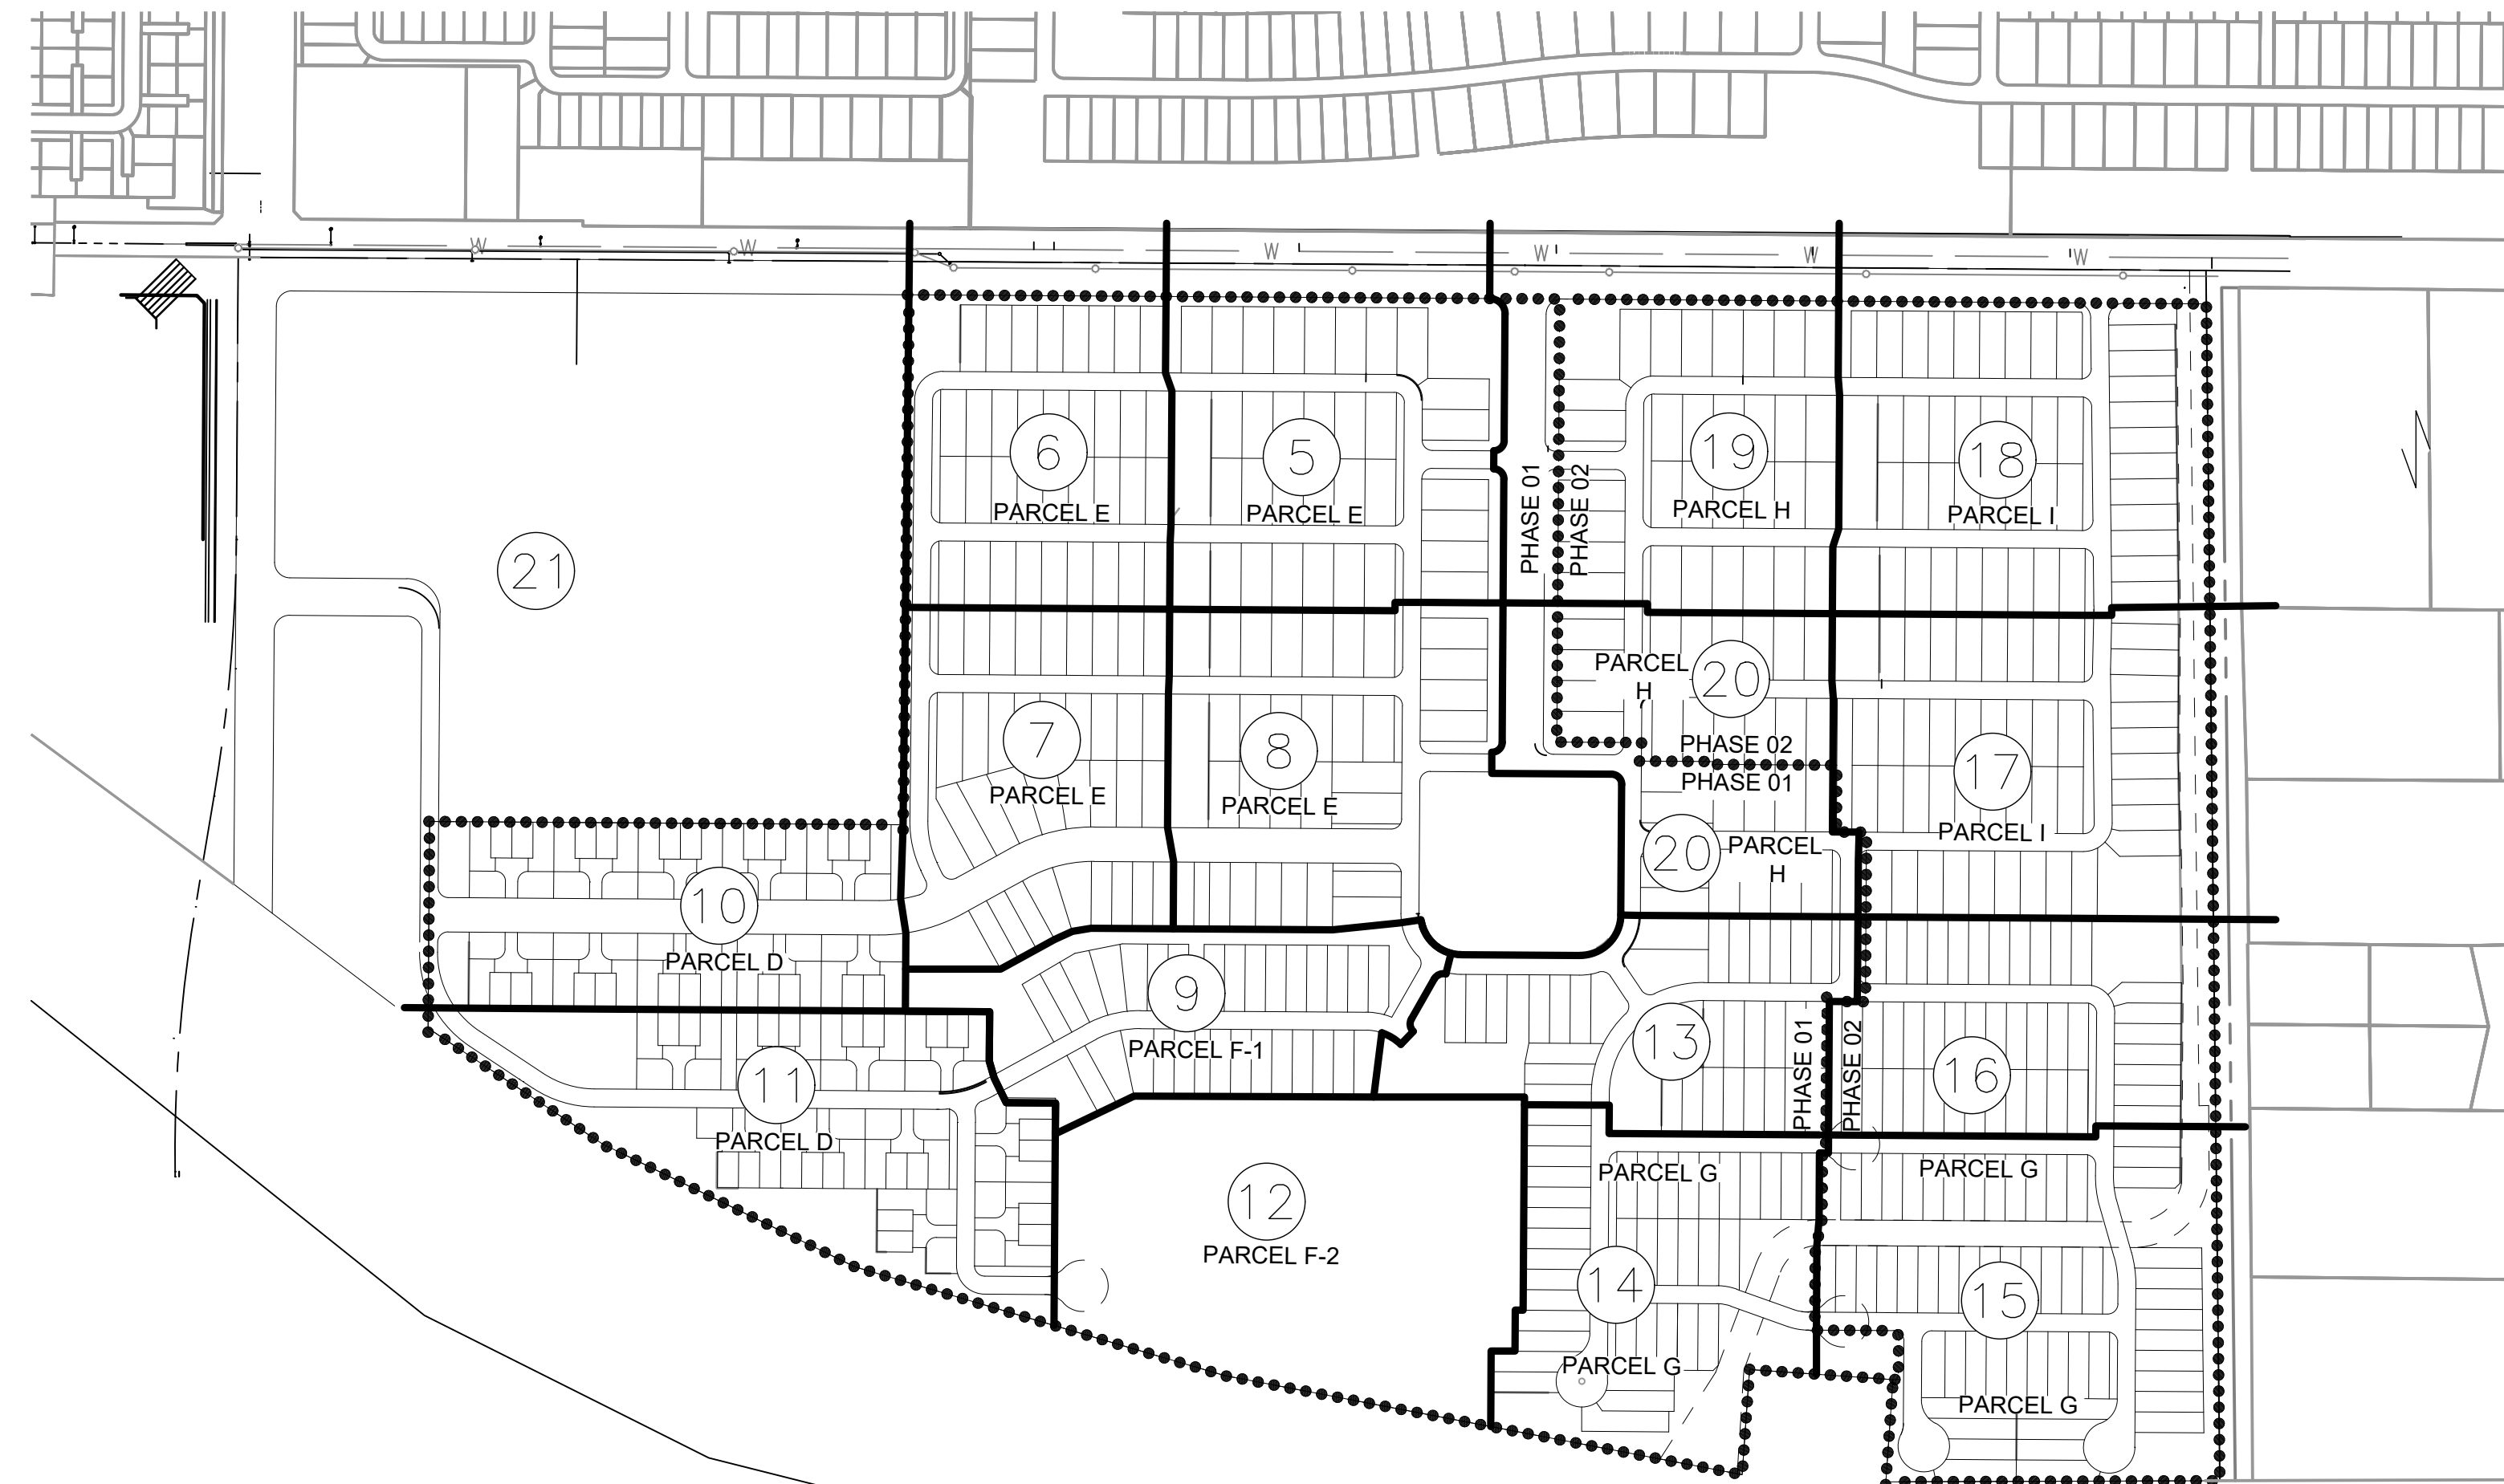 W W W W W W
6
PARCEL E
5
PARCEL E
19
PARCEL H
18
PARCEL I
PHASE 01
PHASE 02
21
PARCEL
H
20
7
PARCEL E
8
PARCEL E
PHASE 02
PHASE 01
17
PARCEL I
20
PARCEL
H
10
PARCEL D
9
PARCEL F-1
13
PHASE 01
PHASE 02
16
11
PARCEL D
PARCEL G
PARCEL G
12
PARCEL F-2
14
PARCEL G
15
PARCEL G